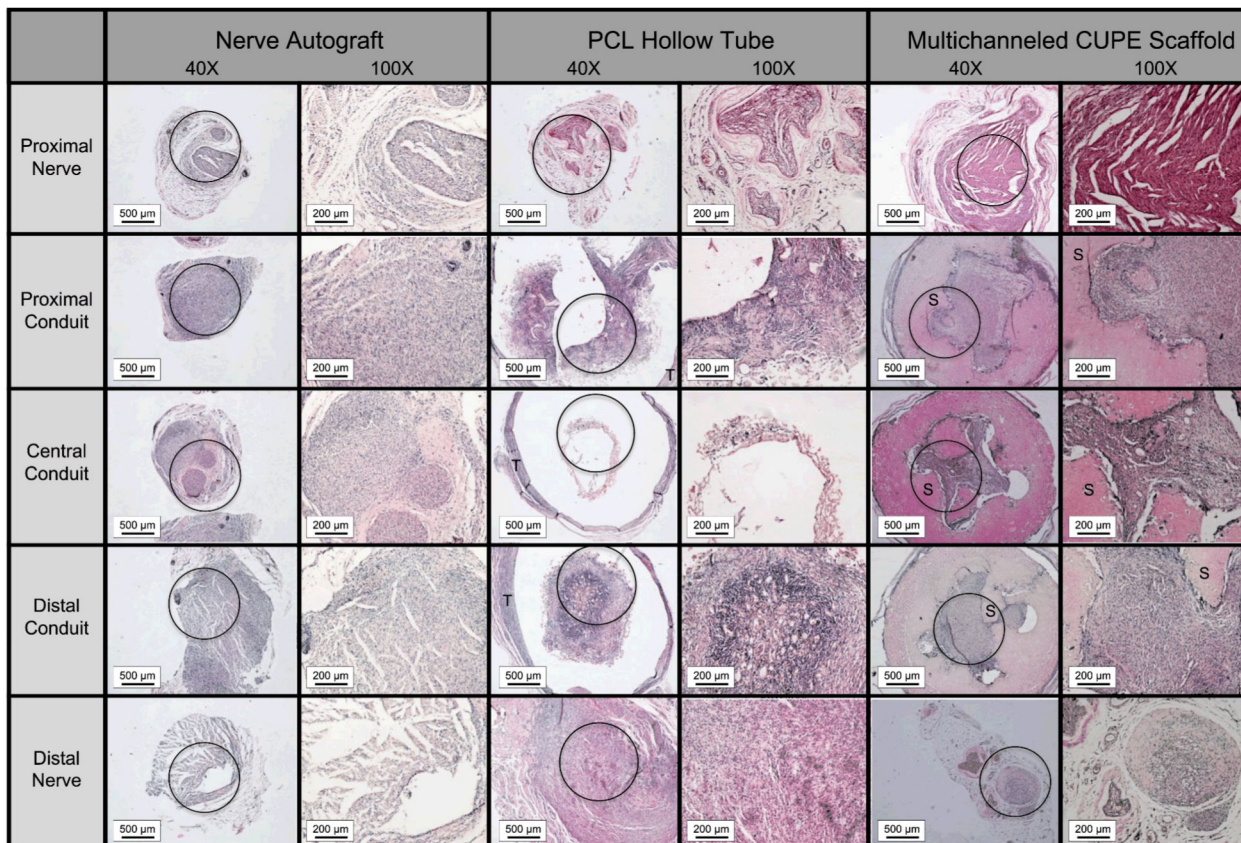 Nerve Autograft PCL Hollow Tube Multichanneled CUPE Scaffold
40X 100X 40X 100X 40X 100X
Proximal
Nerve
500 µm 200 µm 500 µm 200 µm 500 µm 200 µm
Proximal
Conduit
S S
T
500 µm 200 µm 500 µm 200 µm 500 µm 200 µm
Central
Conduit
T S S
500 µm 200 µm 500 µm 200 µm 500 µm 200 µm
Distal
Conduit
T S S
500 µm 200 µm 500 µm 200 µm 500 µm 200 µm
Distal
Nerve
500 µm 200 µm 500 µm 200 µm 500 µm 200 µm